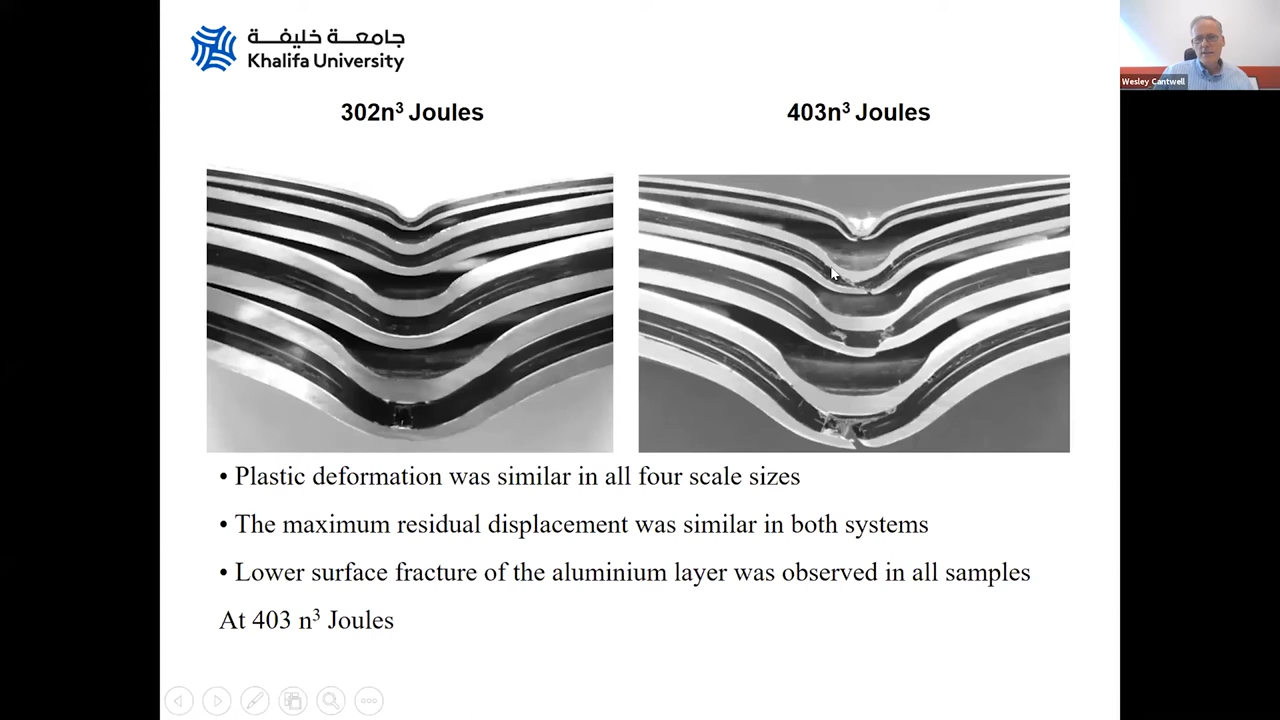 جامعة خليفة
Khalifa University
Wesley Cantwell
302n³ Joules
403n³ Joules
• Plastic deformation was similar in all four scale sizes
• The maximum residual displacement was similar in both systems
• Lower surface fracture of the aluminium layer was observed in all samples
At 403 n³ Joules